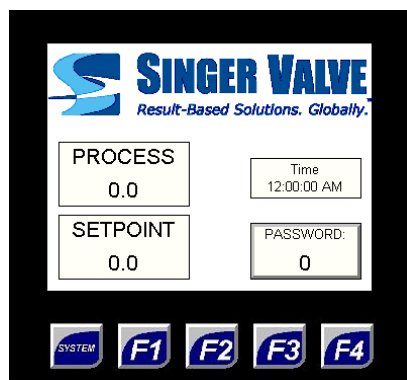 SINGER VALVE
Result-Based Solutions. Globally.
PROCESS
0.0
Time
12:00:00 AM
SETPOINT
0.0
PASSWORD:
0
SYSTEM F1 F2 F3 F4